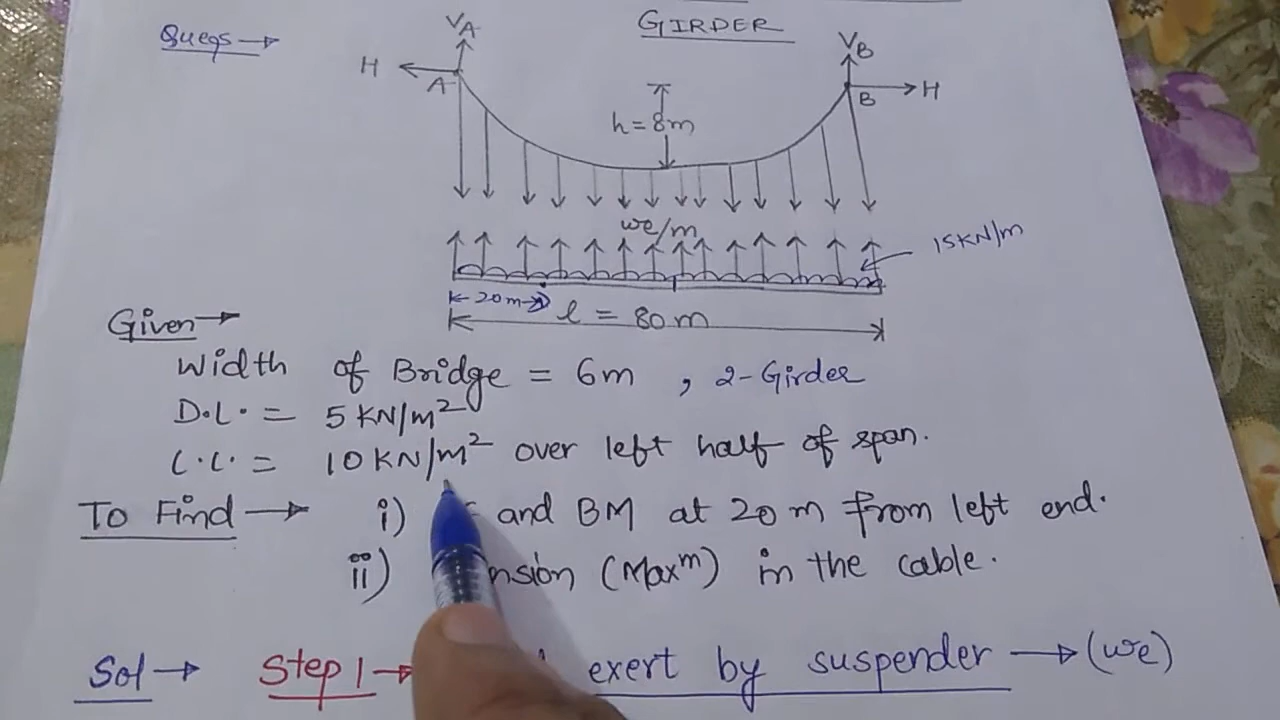 GIRDER
Ques →
VA
H
A
VB
B
H
h = 8m
we/m
15KN/m
20m
l = 80m
Given →
Width of Bridge = 6m , 2-Girder
D.L. = 5 KN/m²
L.L. = 10 KN/m² over left half of span.
To Find → i) and BM at 20 m from left end.
ii) (Maxᵐ) in the cable.
Sol → Step 1 → exert by suspender → (we)